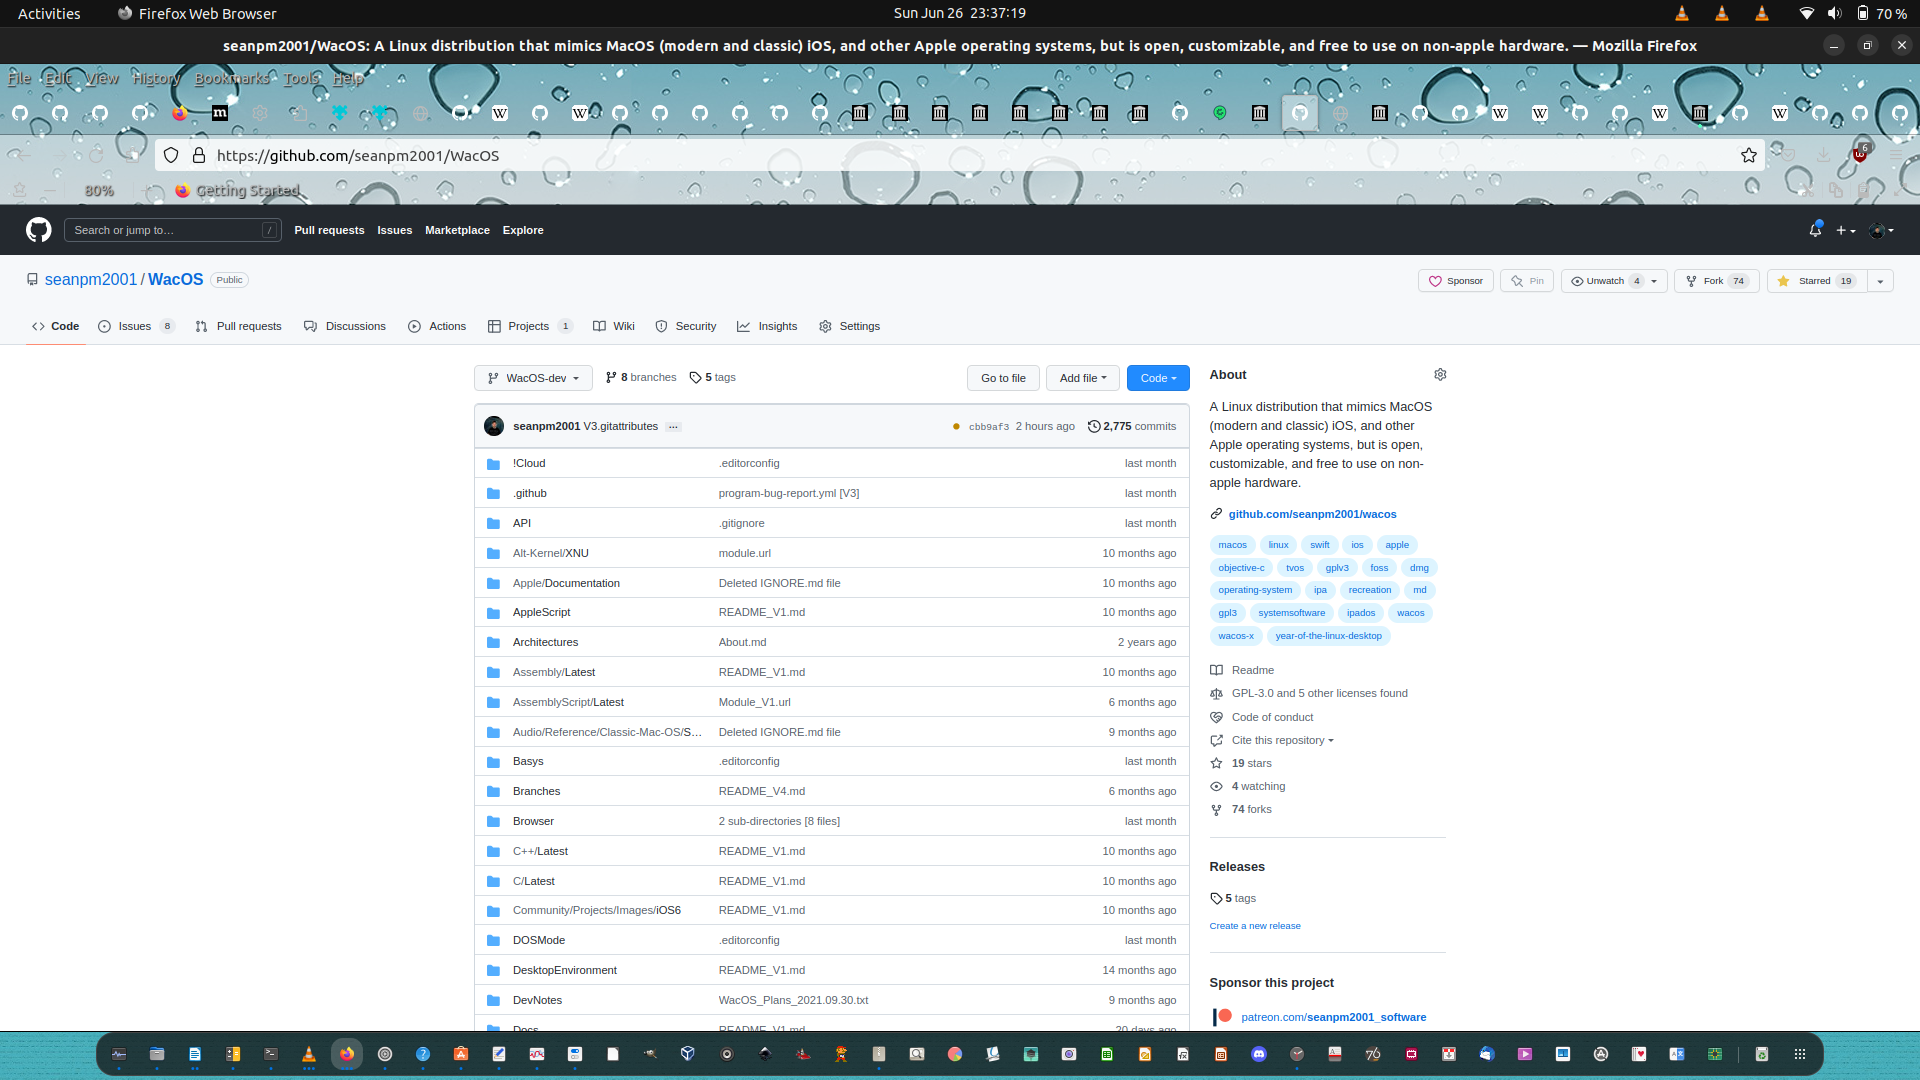 Activities
Firefox Web Browser
Sun Jun 26 23:37:19
70 %
seanpm2001/WacOS: A Linux distribution that mimics MacOS (modern and classic) iOS, and other Apple operating systems, but is open, customizable, and free to use on non-apple hardware. — Mozilla Firefox
File Edit View History Bookmarks Tools Help
https://github.com/seanpm2001/WacOS
6
80%
Getting Started
Search or jump to…
/
Pull requests Issues Marketplace Explore
seanpm2001 / WacOS Public
Sponsor
Pin
Unwatch 4
Fork 74
Starred 19
Code
Issues 8
Pull requests
Discussions
Actions
Projects 1
Wiki
Security
Insights
Settings
WacOS-dev
8 branches
5 tags
Go to file
Add file
Code
seanpm2001 V3.gitattributes ...
cbb9af3 2 hours ago
2,775 commits
!Cloud .editorconfig last month
.github program-bug-report.yml [V3] last month
API .gitignore last month
Alt-Kernel/XNU module.url 10 months ago
Apple/Documentation Deleted IGNORE.md file 10 months ago
AppleScript README_V1.md 10 months ago
Architectures About.md 2 years ago
Assembly/Latest README_V1.md 10 months ago
AssemblyScript/Latest Module_V1.url 6 months ago
Audio/Reference/Classic-Mac-OS/S… Deleted IGNORE.md file 9 months ago
Basys .editorconfig last month
Branches README_V4.md 6 months ago
Browser 2 sub-directories [8 files] last month
C++/Latest README_V1.md 10 months ago
C/Latest README_V1.md 10 months ago
Community/Projects/Images/iOS6 README_V1.md 10 months ago
DOSMode .editorconfig last month
DesktopEnvironment README_V1.md 14 months ago
DevNotes WacOS_Plans_2021.09.30.txt 9 months ago
Docs README_V1.md 20 days ago
About
A Linux distribution that mimics MacOS
(modern and classic) iOS, and other
Apple operating systems, but is open,
customizable, and free to use on non-
apple hardware.
github.com/seanpm2001/wacos
macos linux swift ios apple
objective-c tvos gplv3 foss dmg
operating-system ipa recreation md
gpl3 systemsoftware ipados wacos
wacos-x year-of-the-linux-desktop
Readme
GPL-3.0 and 5 other licenses found
Code of conduct
Cite this repository
19 stars
4 watching
74 forks
Releases
5 tags
Create a new release
Sponsor this project
patreon.com/seanpm2001_software